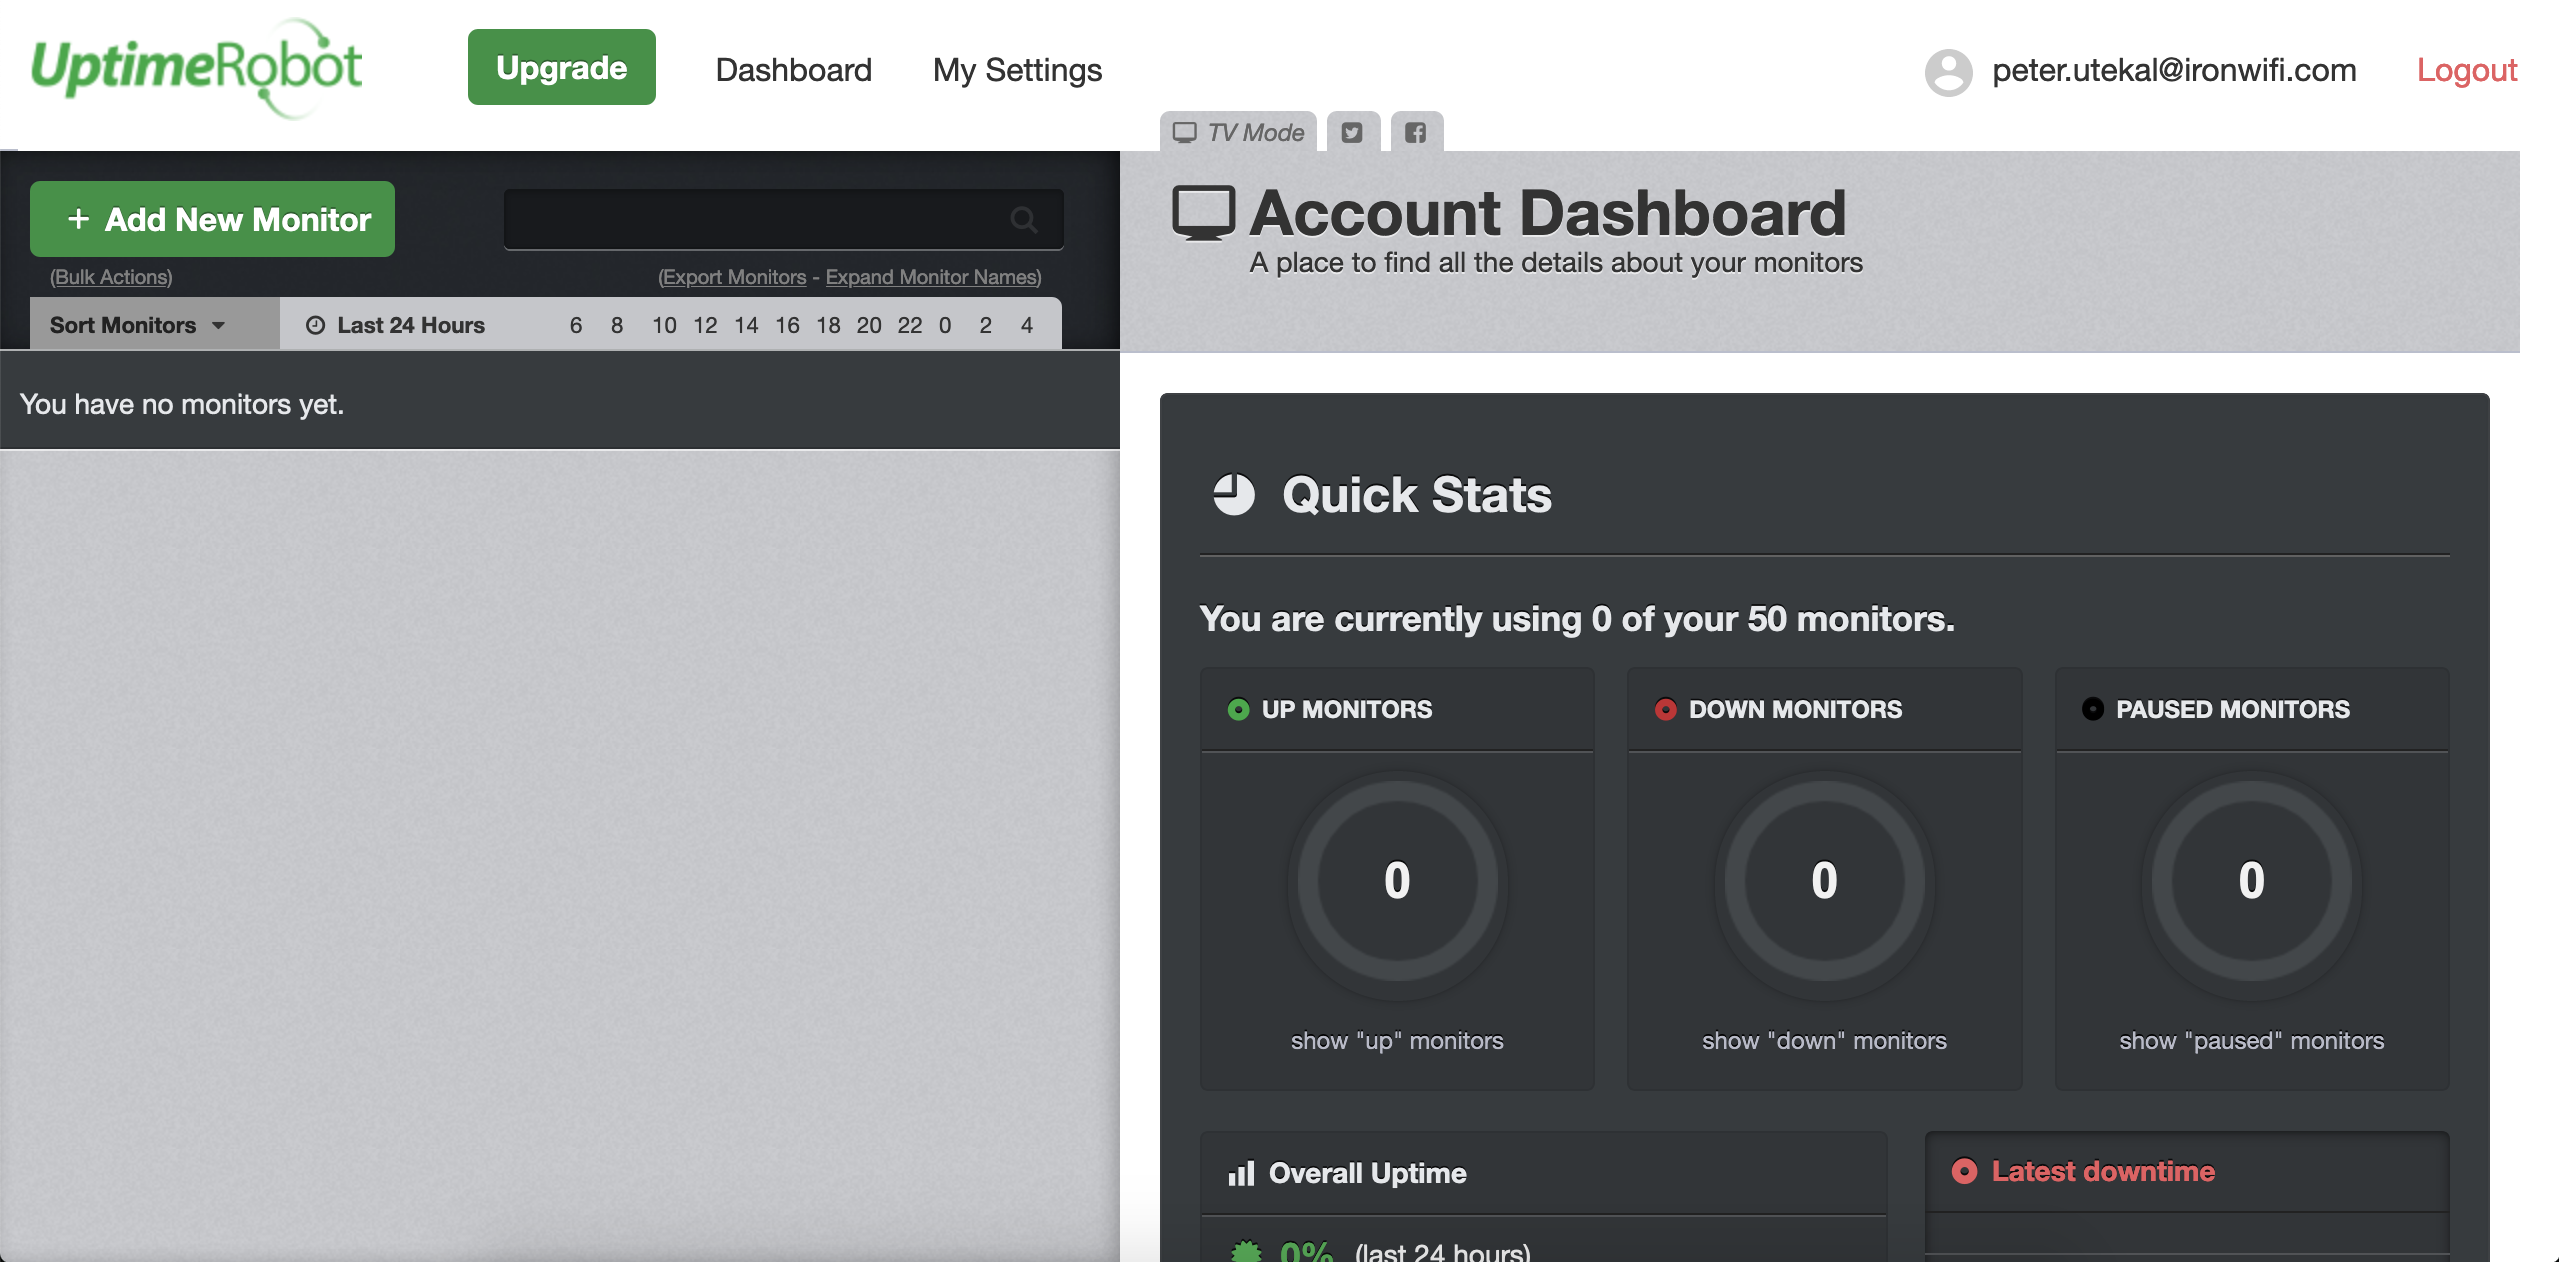 UptimeRobot
Upgrade
Dashboard
My Settings
peter.utekal@ironwifi.com
Logout
+ Add New Monitor
(Bulk Actions)
(Export Monitors - Expand Monitor Names)
Sort Monitors
Last 24 Hours
6 8 10 12 14 16 18 20 22 0 2 4
You have no monitors yet.
TV Mode
Account Dashboard
A place to find all the details about your monitors
Quick Stats
You are currently using 0 of your 50 monitors.
UP MONITORS
0
show "up" monitors
DOWN MONITORS
0
show "down" monitors
PAUSED MONITORS
0
show "paused" monitors
Overall Uptime
0% (last 24 hours)
Latest downtime